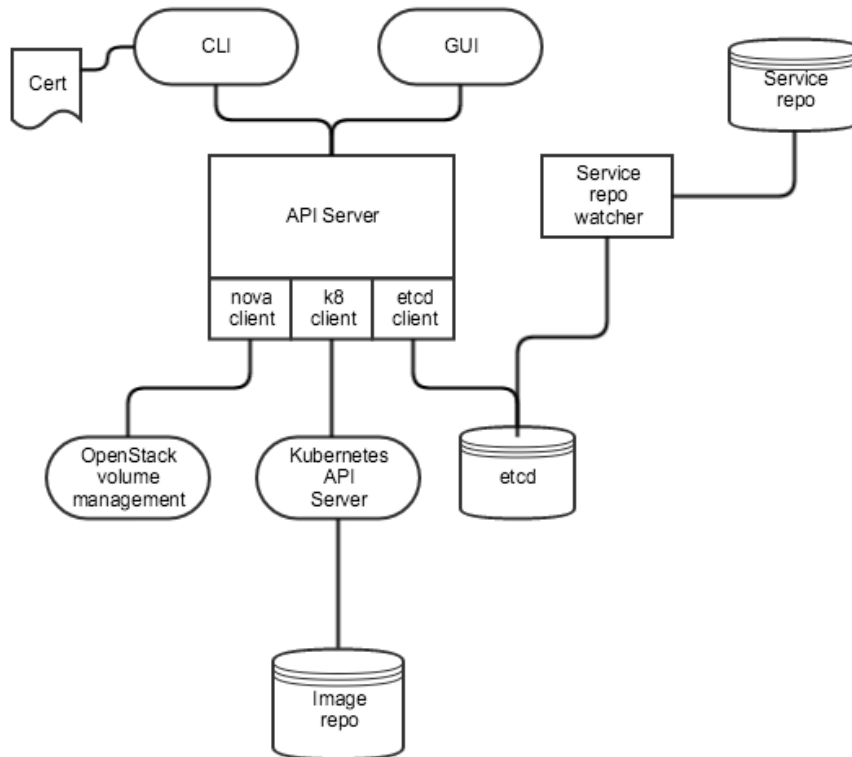 CLI
GUI
Cert
Service
repo
Service
repo
watcher
API Server
nova
client
k8
client
etcd
client
OpenStack
volume
management
Kubernetes
API
Server
etcd
Image
repo